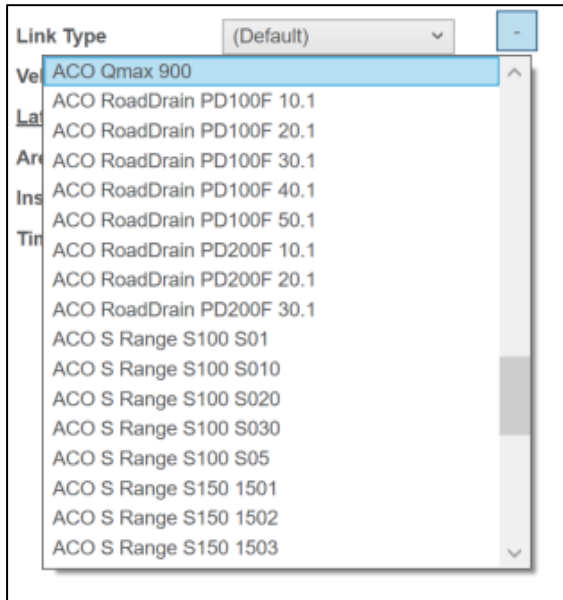 Link Type (Default) -
Vel
ACO Qmax 900
ACO RoadDrain PD100F 10.1
Lat
ACO RoadDrain PD100F 20.1
Are
ACO RoadDrain PD100F 30.1
ACO RoadDrain PD100F 40.1
Ins
ACO RoadDrain PD100F 50.1
Tim
ACO RoadDrain PD200F 10.1
ACO RoadDrain PD200F 20.1
ACO RoadDrain PD200F 30.1
ACO S Range S100 S01
ACO S Range S100 S010
ACO S Range S100 S020
ACO S Range S100 S030
ACO S Range S100 S05
ACO S Range S150 1501
ACO S Range S150 1502
ACO S Range S150 1503